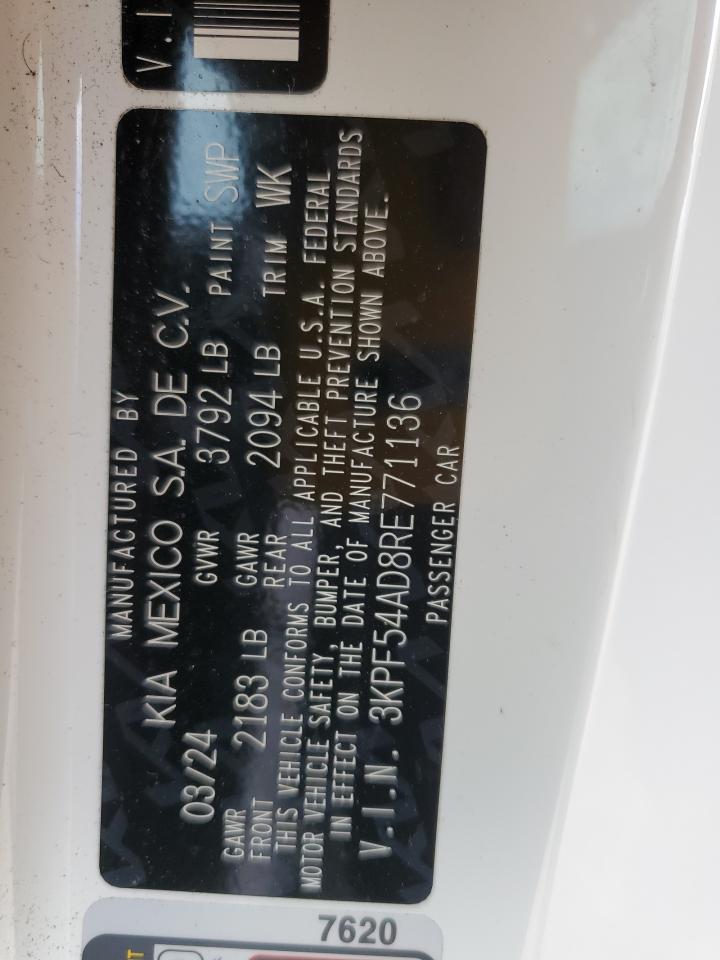 V.I
MANUFACTURED BY
KIA MEXICO S.A. DE C.V.
03/24 GVWR 3792 LB PAINT SWP
GAWR FRONT 2183 LB GAWR REAR 2094 LB TRIM WK
THIS VEHICLE CONFORMS TO ALL APPLICABLE U.S.A. FEDERAL
MOTOR VEHICLE SAFETY, BUMPER, AND THEFT PREVENTION STANDARDS
IN EFFECT ON THE DATE OF MANUFACTURE SHOWN ABOVE.
V.I.N. 3KPF54AD8RE771136
PASSENGER CAR
7620